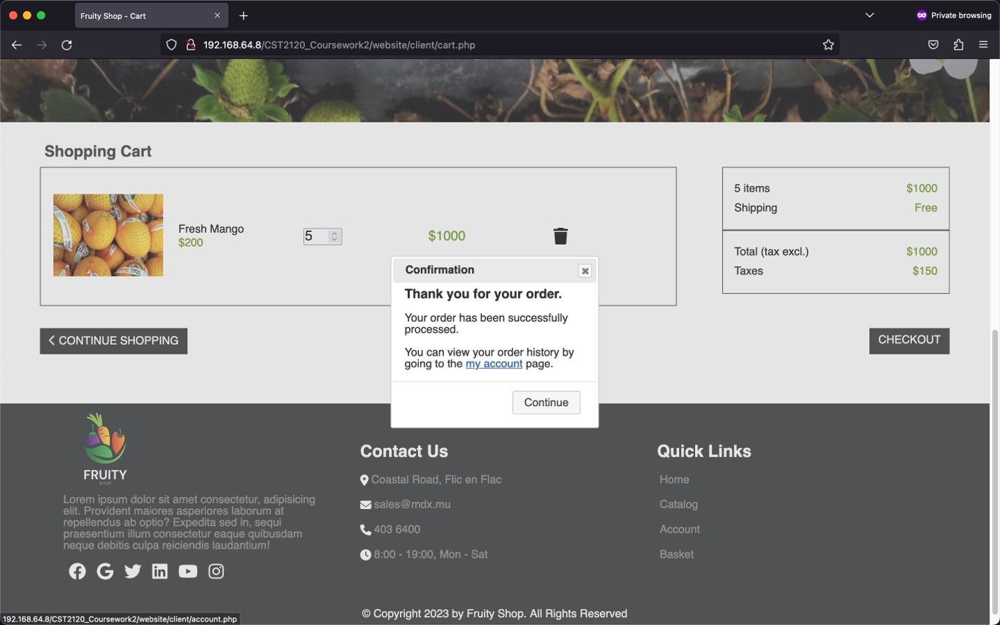 Fruity Shop - Cart
Private browsing
192.168.64.8/CST2120_Coursework2/website/client/cart.php
Shopping Cart
Fresh Mango
$200
5
$1000
5 items $1000
Shipping Free
Total (tax excl.) $1000
Taxes $150
Confirmation
Thank you for your order.
Your order has been successfully
processed.
You can view your order history by
going to the my account page.
Continue
CONTINUE SHOPPING
CHECKOUT
FRUITY
SHOP
Lorem ipsum dolor sit amet consectetur, adipisicing
elit. Provident maiores asperiores laborum at
repellendus ab optio? Expedita sed in, sequi
praesentium illum consectetur eaque quibusdam
neque debitis culpa reiciendis laudantium!
Contact Us
Coastal Road, Flic en Flac
sales@mdx.mu
403 6400
8:00 - 19:00, Mon - Sat
Quick Links
Home
Catalog
Account
Basket
© Copyright 2023 by Fruity Shop. All Rights Reserved
192.168.64.8/CST2120_Coursework2/website/client/account.php